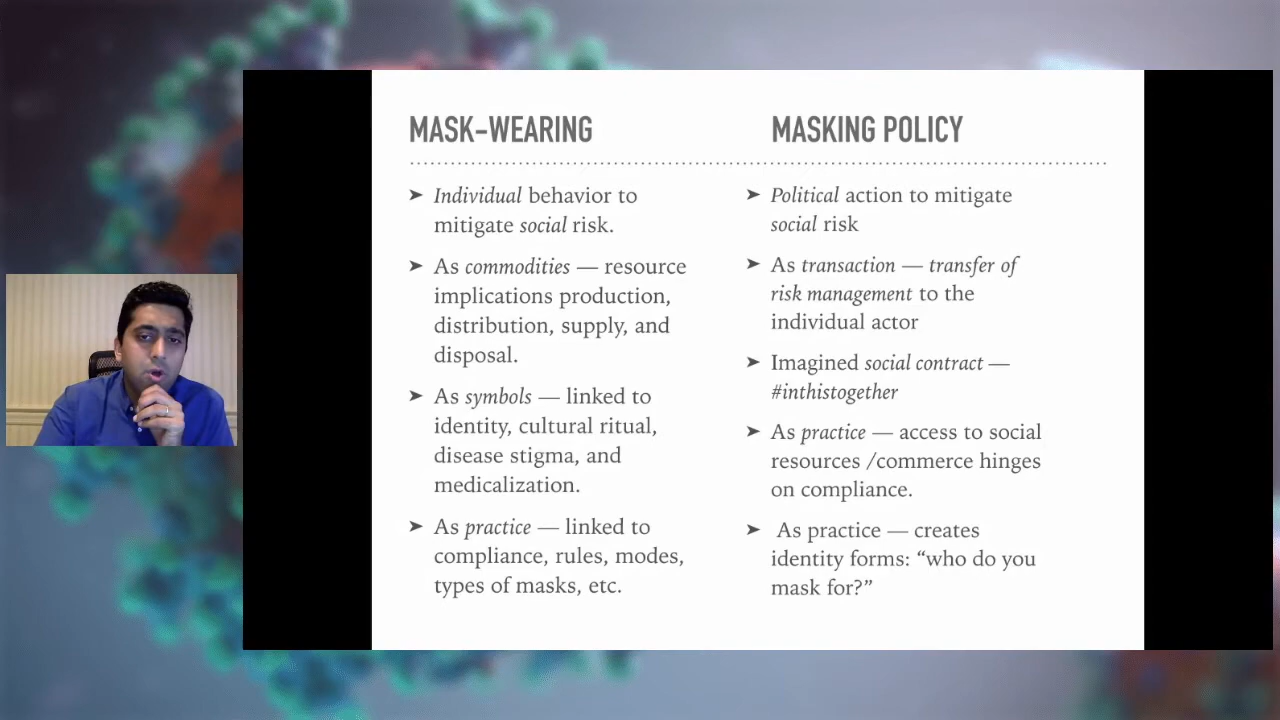 MASK-WEARING
➤ Individual behavior to
mitigate social risk.
➤ As commodities — resource
implications production,
distribution, supply, and
disposal.
➤ As symbols — linked to
identity, cultural ritual,
disease stigma, and
medicalization.
➤ As practice — linked to
compliance, rules, modes,
types of masks, etc.
MASKING POLICY
➤ Political action to mitigate
social risk
➤ As transaction — transfer of
risk management to the
individual actor
➤ Imagined social contract —
#inthistogether
➤ As practice — access to social
resources /commerce hinges
on compliance.
➤ As practice — creates
identity forms: “who do you
mask for?”